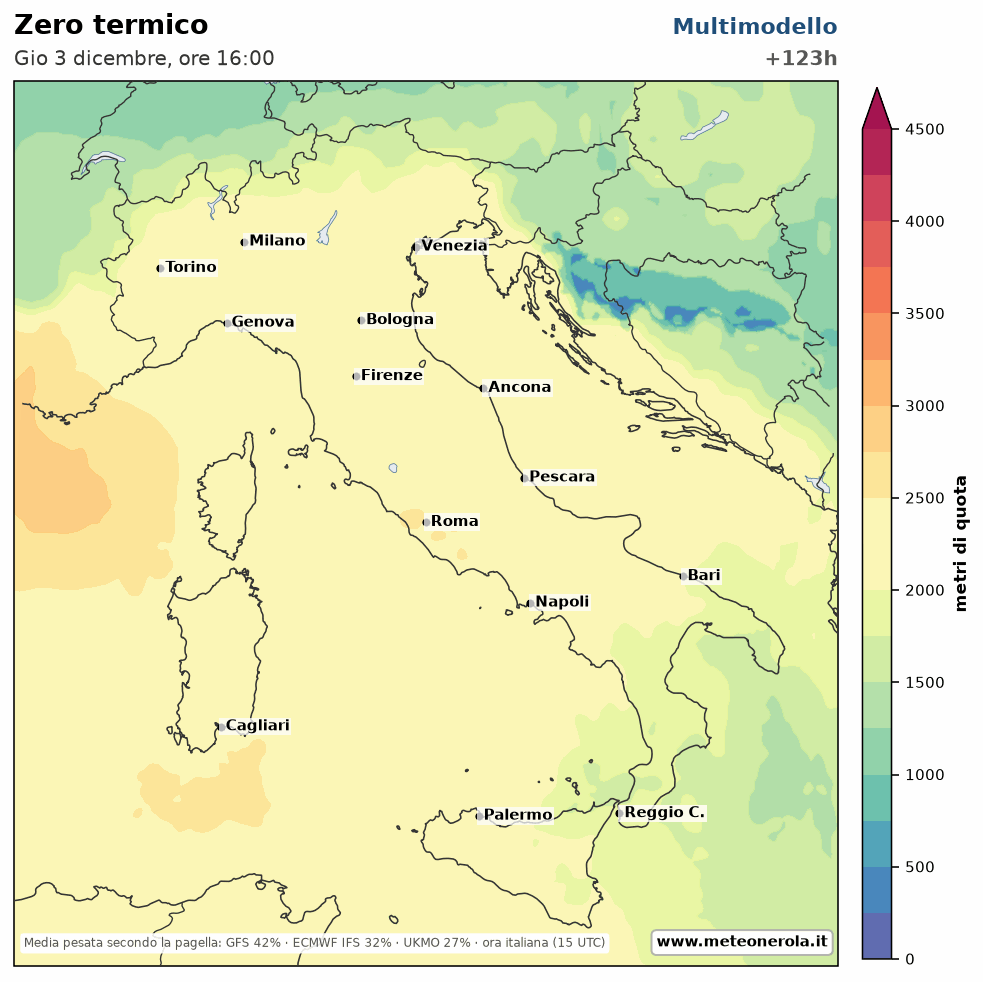 Zero termico
Multimodello
Gio 3 dicembre, ore 16:00
+123h
4500
4000
3500
3000
2500
2000
1500
1000
500
0
metri di quota
Milano
Venezia
Torino
Genova
Bologna
Firenze
Ancona
Pescara
Roma
Bari
Napoli
Cagliari
Palermo
Reggio C.
Media pesata secondo la pagella: GFS 42% · ECMWF IFS 32% · UKMO 27% · ora italiana (15 UTC)
www.meteonerola.it